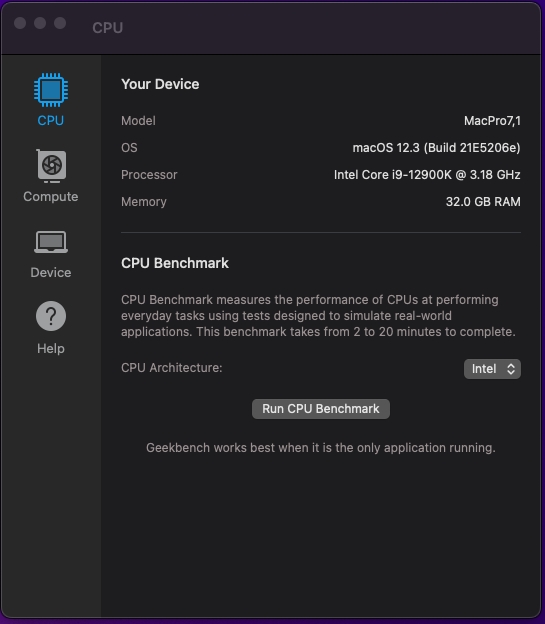 CPU
CPU
Compute
Device
Help
Your Device
Model MacPro7,1
OS macOS 12.3 (Build 21E5206e)
Processor Intel Core i9-12900K @ 3.18 GHz
Memory 32.0 GB RAM
CPU Benchmark
CPU Benchmark measures the performance of CPUs at performing
everyday tasks using tests designed to simulate real-world
applications. This benchmark takes from 2 to 20 minutes to complete.
CPU Architecture: Intel
Run CPU Benchmark
Geekbench works best when it is the only application running.